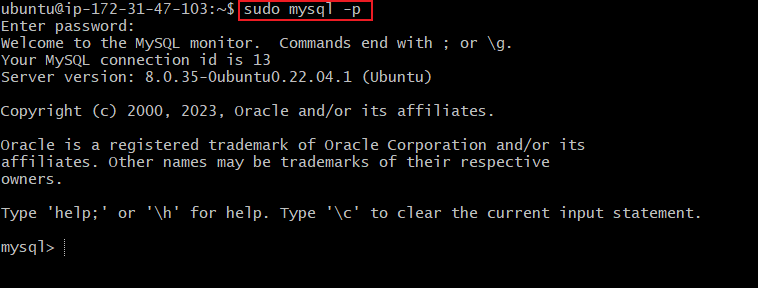 ubuntu@ip-172-31-47-103:~$ sudo mysql -p
Enter password:
Welcome to the MySQL monitor.  Commands end with ; or \g.
Your MySQL connection id is 13
Server version: 8.0.35-0ubuntu0.22.04.1 (Ubuntu)
Copyright (c) 2000, 2023, Oracle and/or its affiliates.
Oracle is a registered trademark of Oracle Corporation and/or its
affiliates. Other names may be trademarks of their respective
owners.
Type 'help;' or '\h' for help. Type '\c' to clear the current input statement.
mysql>